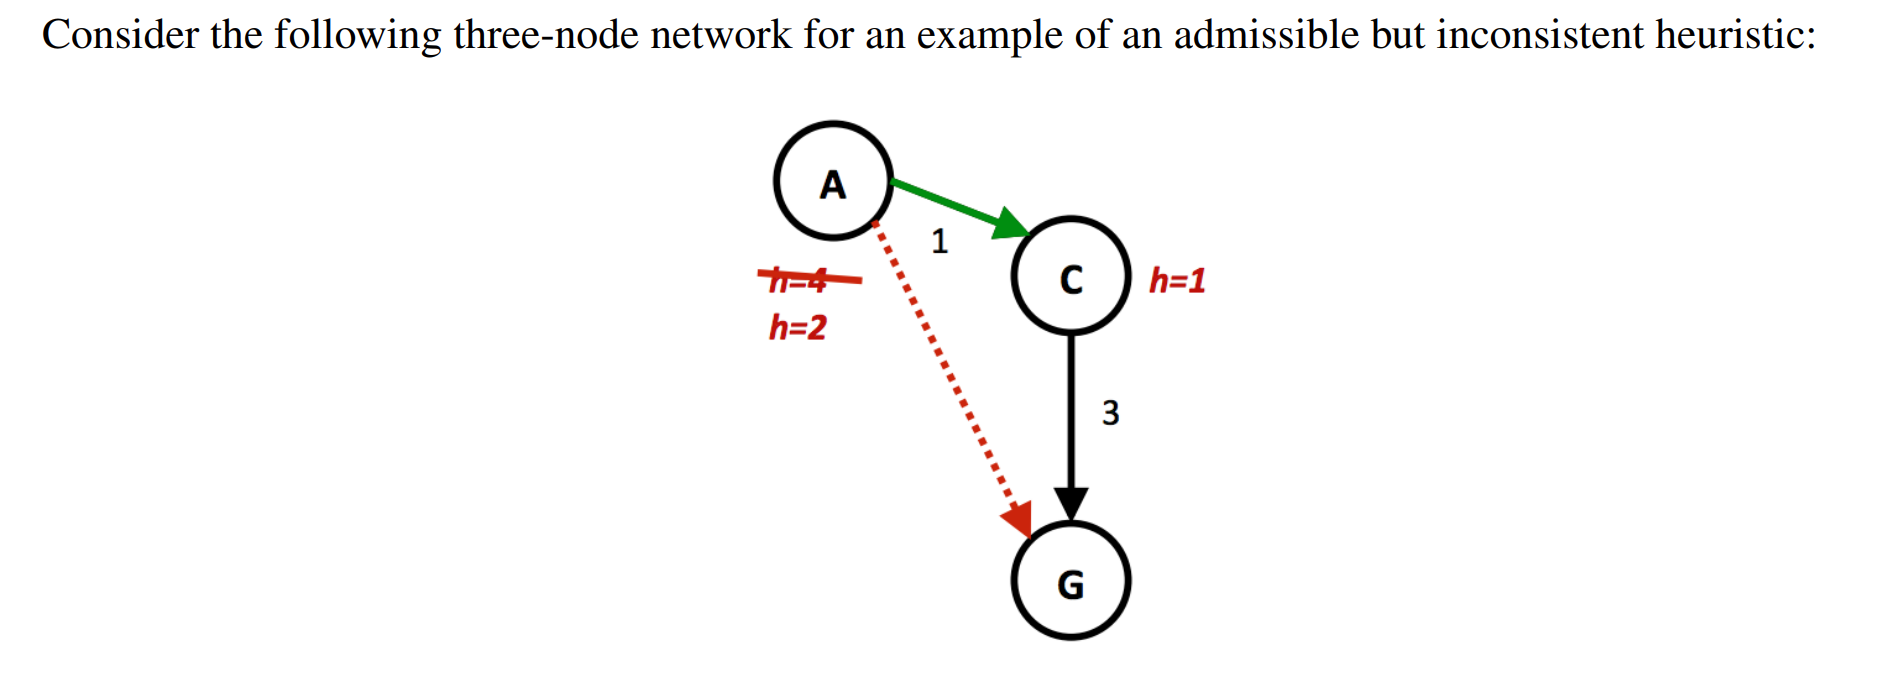 Consider the following three-node network for an example of an admissible but inconsistent heuristic:
A
1
h=4
C
h=1
h=2
3
G